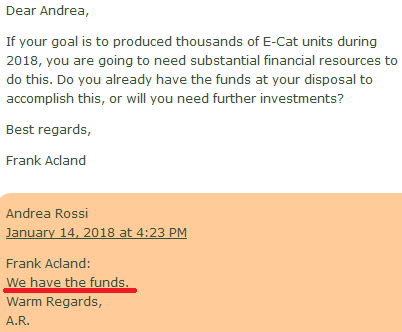 Dear Andrea,
If your goal is to produced thousands of E-Cat units during
2018, you are going to need substantial financial resources to
do this. Do you already have the funds at your disposal to
accomplish this, or will you need further investments?
Best regards,
Frank Acland
Andrea Rossi
January 14, 2018 at 4:23 PM
Frank Acland:
We have the funds.
Warm Regards,
A.R.